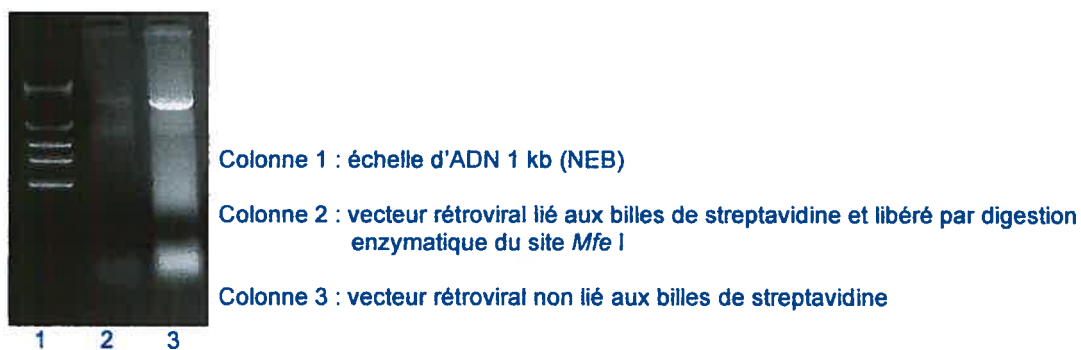 Colonne 1 : échelle d'ADN 1 kb (NEB)
Colonne 2 : vecteur rétroviral lié aux billes de streptavidine et libéré par digestion
enzymatique du site Mfe I
Colonne 3 : vecteur rétroviral non lié aux billes de streptavidine
1 2 3